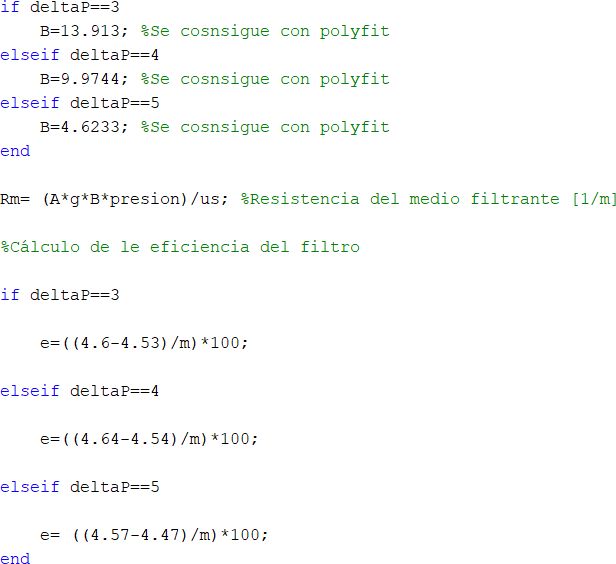 if deltaP==3
    B=13.913; %Se cosnsigue con polyfit
elseif deltaP==4
    B=9.9744; %Se cosnsigue con polyfit
elseif deltaP==5
    B=4.6233; %Se cosnsigue con polyfit
end
Rm= (A*g*B*presion)/us; %Resistencia del medio filtrante [1/m]
%Cálculo de le eficiencia del filtro
if deltaP==3
    e=((4.6-4.53)/m)*100;
elseif deltaP==4
    e=((4.64-4.54)/m)*100;
elseif deltaP==5
    e= ((4.57-4.47)/m)*100;
end